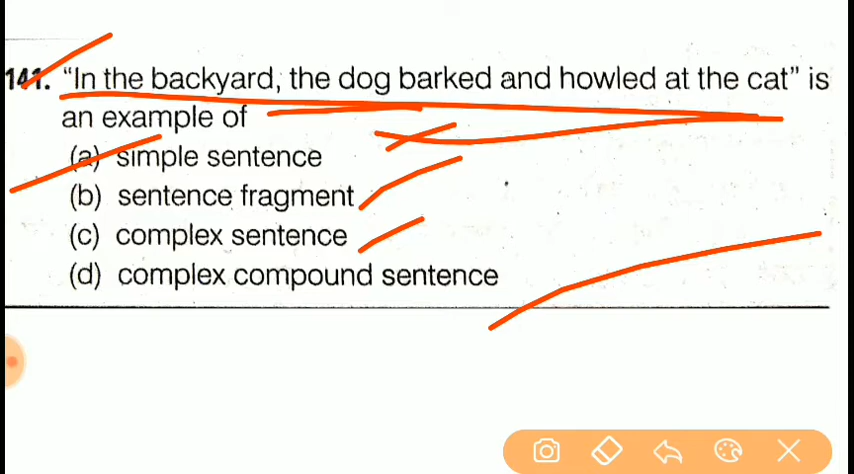 141. “In the backyard, the dog barked and howled at the cat” is
an example of
(a) simple sentence
(b) sentence fragment
(c) complex sentence
(d) complex compound sentence